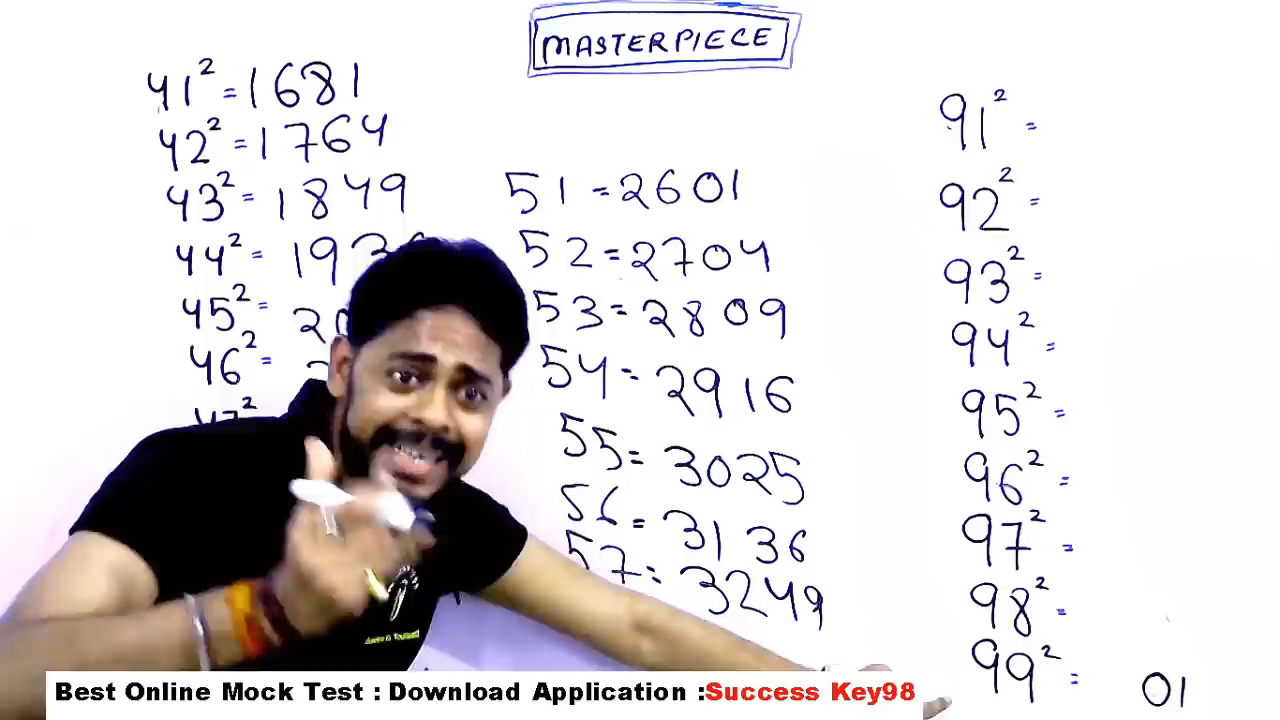 MASTERPIECE
41² = 1681
42² = 1764
43² = 1849
44² = 193
45² = 20
46² =
47²
51 = 2601
52 = 2704
53 = 2809
54 = 2916
55 = 3025
56 = 3136
57 = 3249
91² =
92² =
93² =
94² =
95² =
96² =
97² =
98² =
99² = 01
Best Online Mock Test : Download Application :Success Key98